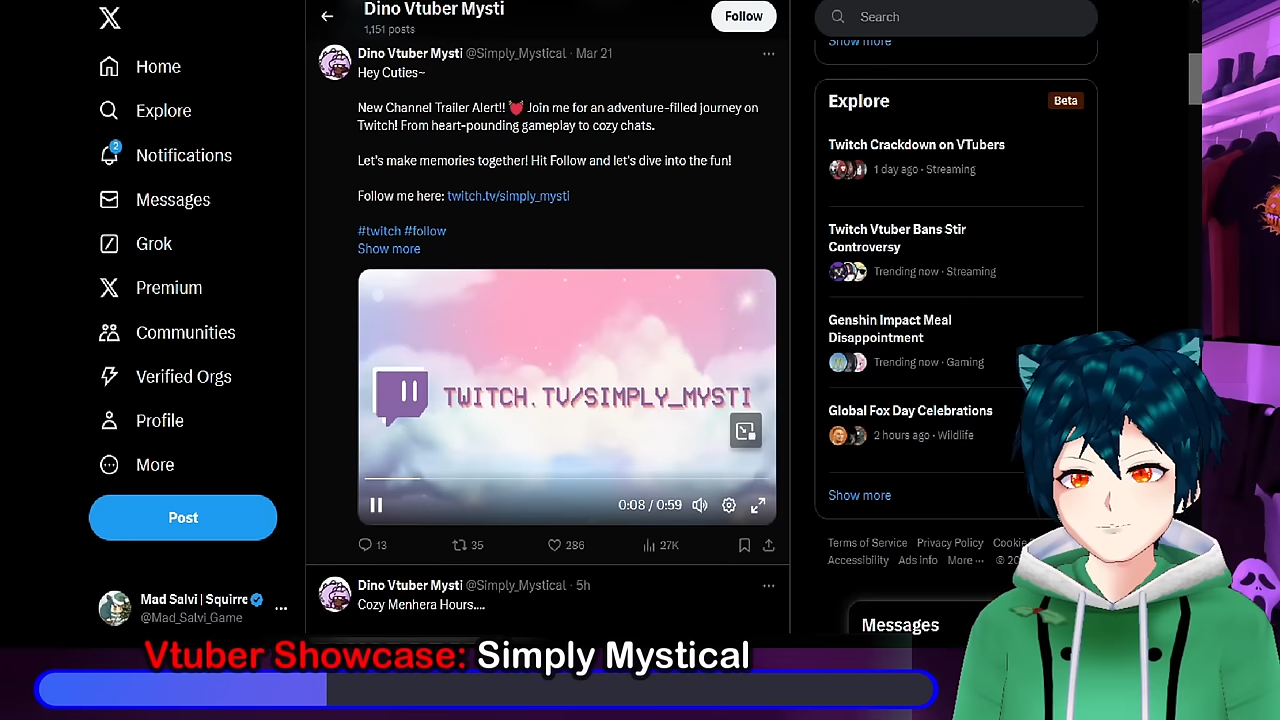 Home
Explore
2
Notifications
Messages
Grok
Premium
Communities
Verified Orgs
Profile
More
Post
Mad Salvi | Squirre
@Mad_Salvi_Game
Dino Vtuber Mysti
1,151 posts
Follow
Dino Vtuber Mysti @Simply_Mystical · Mar 21
Hey Cuties~
New Channel Trailer Alert!! 💓 Join me for an adventure-filled journey on
Twitch! From heart-pounding gameplay to cozy chats.
Let's make memories together! Hit Follow and let's dive into the fun!
Follow me here: twitch.tv/simply_mysti
#twitch #follow
Show more
TWITCH.TV/SIMPLY_MYSTI
0:08 / 0:59
13 35 286 27K
Dino Vtuber Mysti @Simply_Mystical · 5h
Cozy Menhera Hours....
Search
Show more
Explore
Beta
Twitch Crackdown on VTubers
1 day ago · Streaming
Twitch Vtuber Bans Stir
Controversy
Trending now · Streaming
Genshin Impact Meal
Disappointment
Trending now · Gaming
Global Fox Day Celebrations
2 hours ago · Wildlife
Show more
Terms of Service Privacy Policy Cookie
Accessibility Ads info More ··· © 20
Messages
Vtuber Showcase: Simply Mystical